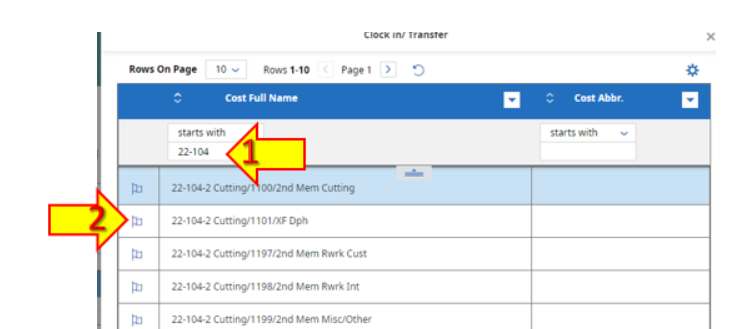 Clock in/ Transfer
Rows On Page 10 Rows 1-10 Page 1
Cost Full Name Cost Abbr.
starts with starts with
22-104
1
22-104-2 Cutting/1100/2nd Mem Cutting
2
22-104-2 Cutting/1101/XF Dph
22-104-2 Cutting/1197/2nd Mem Rwrk Cust
22-104-2 Cutting/1198/2nd Mem Rwrk Int
22-104-2 Cutting/1199/2nd Mem Misc/Other